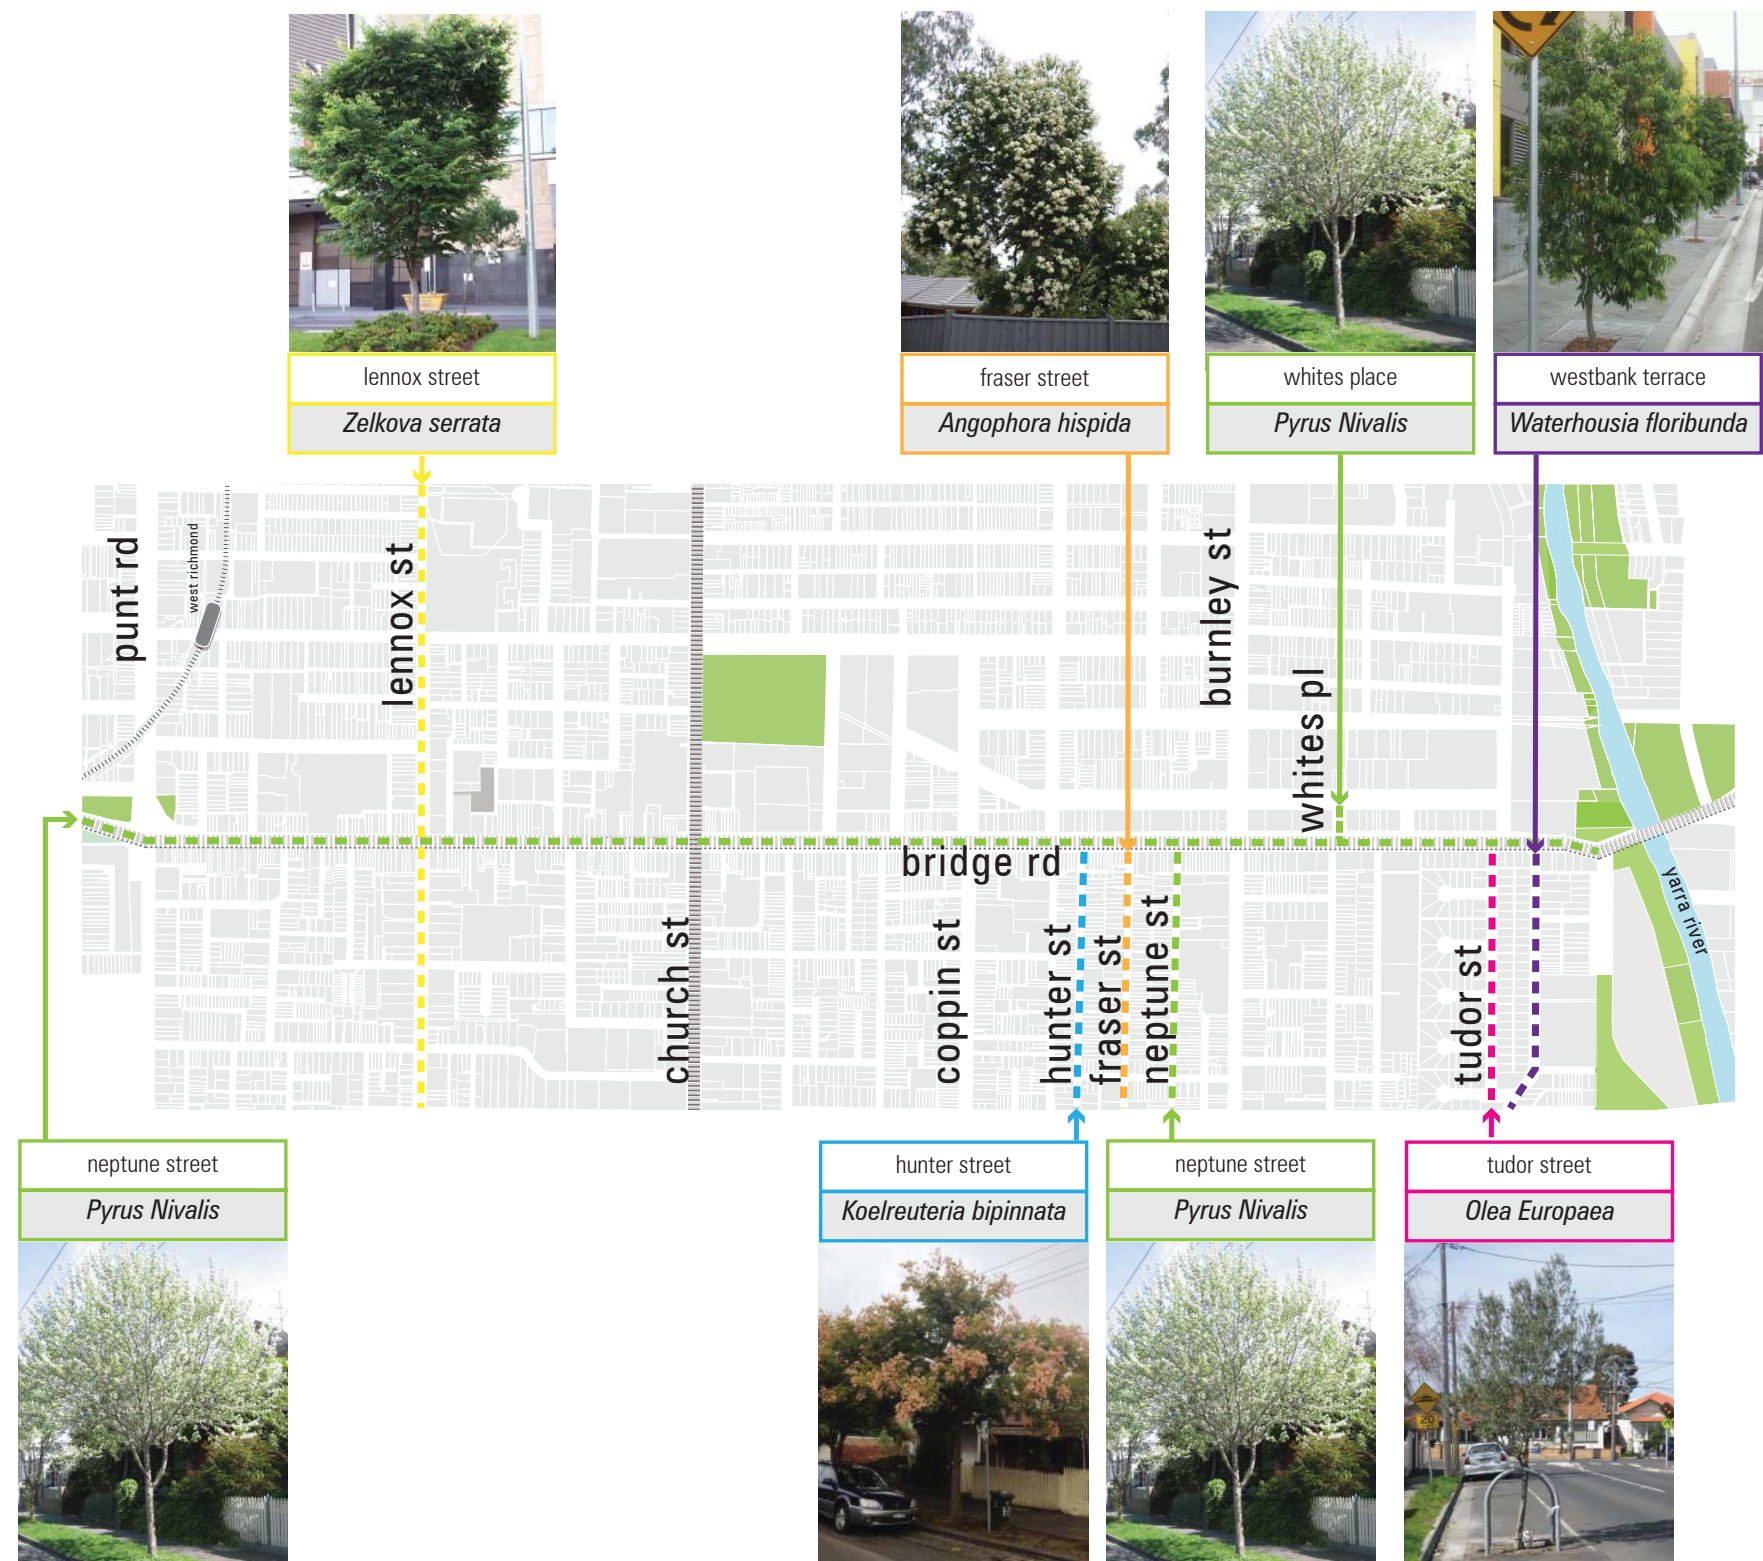 lennox street
Zelkova serrata
fraser street
Angophora hispida
whites place
Pyrus Nivalis
westbank terrace
Waterhousia floribunda
punt rd
west richmond
lennox st
burnley st
whites pl
bridge rd
church st
coppin st
hunter st
fraser st
neptune st
tudor st
yarra river
neptune street
Pyrus Nivalis
hunter street
Koelreuteria bipinnata
neptune street
Pyrus Nivalis
tudor street
Olea Europaea
20